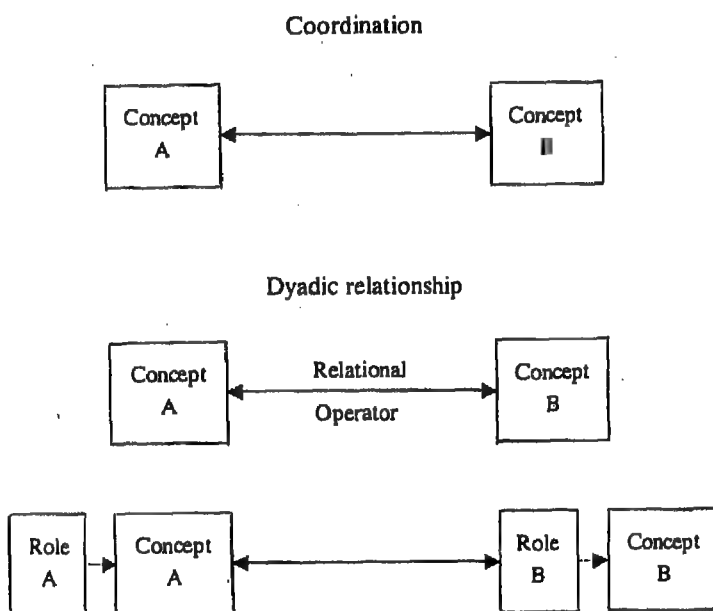 Coordination
Concept
A
Concept
Dyadic relationship
Concept
A
Relational
Operator
Concept
B
Role
A
Concept
A
Role
B
Concept
B